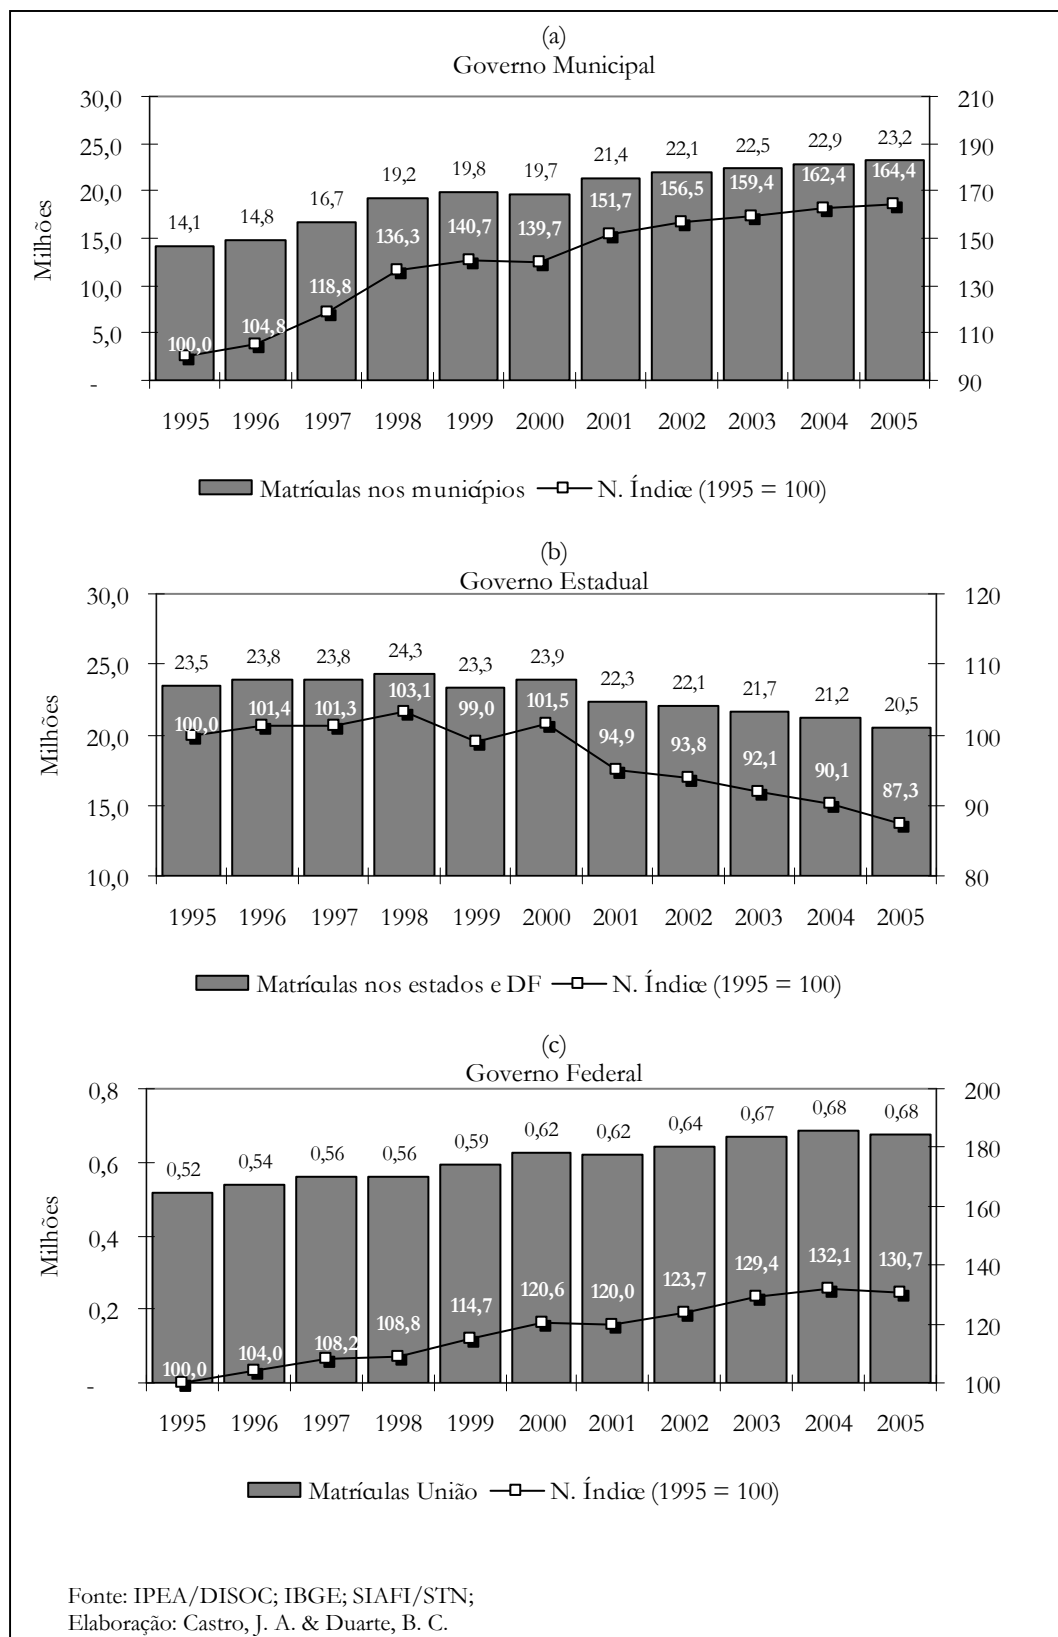 (a)
Governo Municipal
Milhões
30,0
25,0
20,0
15,0
10,0
5,0
-
210
190
170
150
130
110
90
14,1 14,8 16,7 19,2 19,8 19,7 21,4 22,1 22,5 22,9 23,2
100,0 104,8 118,8 136,3 140,7 139,7 151,7 156,5 159,4 162,4 164,4
1995 1996 1997 1998 1999 2000 2001 2002 2003 2004 2005
Matrículas nos municípios N. Índice (1995 = 100)
(b)
Governo Estadual
Milhões
30,0
25,0
20,0
15,0
10,0
120
110
100
90
80
23,5 23,8 23,8 24,3 23,3 23,9 22,3 22,1 21,7 21,2 20,5
100,0 101,4 101,3 103,1 99,0 101,5 94,9 93,8 92,1 90,1 87,3
1995 1996 1997 1998 1999 2000 2001 2002 2003 2004 2005
Matrículas nos estados e DF N. Índice (1995 = 100)
(c)
Governo Federal
Milhões
0,8
0,6
0,4
0,2
-
200
180
160
140
120
100
0,52 0,54 0,56 0,56 0,59 0,62 0,62 0,64 0,67 0,68 0,68
100,0 104,0 108,2 108,8 114,7 120,6 120,0 123,7 129,4 132,1 130,7
1995 1996 1997 1998 1999 2000 2001 2002 2003 2004 2005
Matrículas União N. Índice (1995 = 100)
Fonte: IPEA/DISOC; IBGE; SIAFI/STN;
Elaboração: Castro, J. A. & Duarte, B. C.